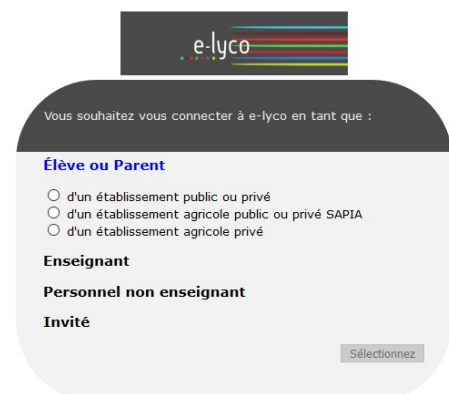 e-lyco
Vous souhaitez vous connecter à e-lyco en tant que :
Élève ou Parent
d'un établissement public ou privé
d'un établissement agricole public ou privé SAPIA
d'un établissement agricole privé
Enseignant
Personnel non enseignant
Invité
Sélectionnez